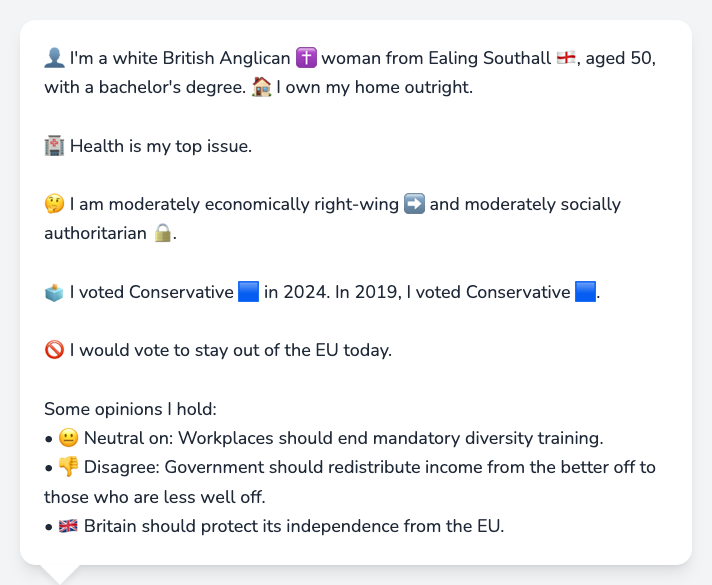 👤 I'm a white British Anglican ✝️ woman from Ealing Southall 🏴󠁧󠁢󠁥󠁮󠁧󠁿, aged 50,
with a bachelor's degree. 🏠 I own my home outright.
🏥 Health is my top issue.
🤔 I am moderately economically right-wing ➡️ and moderately socially
authoritarian 🔒.
🗳️ I voted Conservative 🟦 in 2024. In 2019, I voted Conservative 🟦.
🚫 I would vote to stay out of the EU today.
Some opinions I hold:
• 😐 Neutral on: Workplaces should end mandatory diversity training.
• 👎 Disagree: Government should redistribute income from the better off to
those who are less well off.
• 🇬🇧 Britain should protect its independence from the EU.